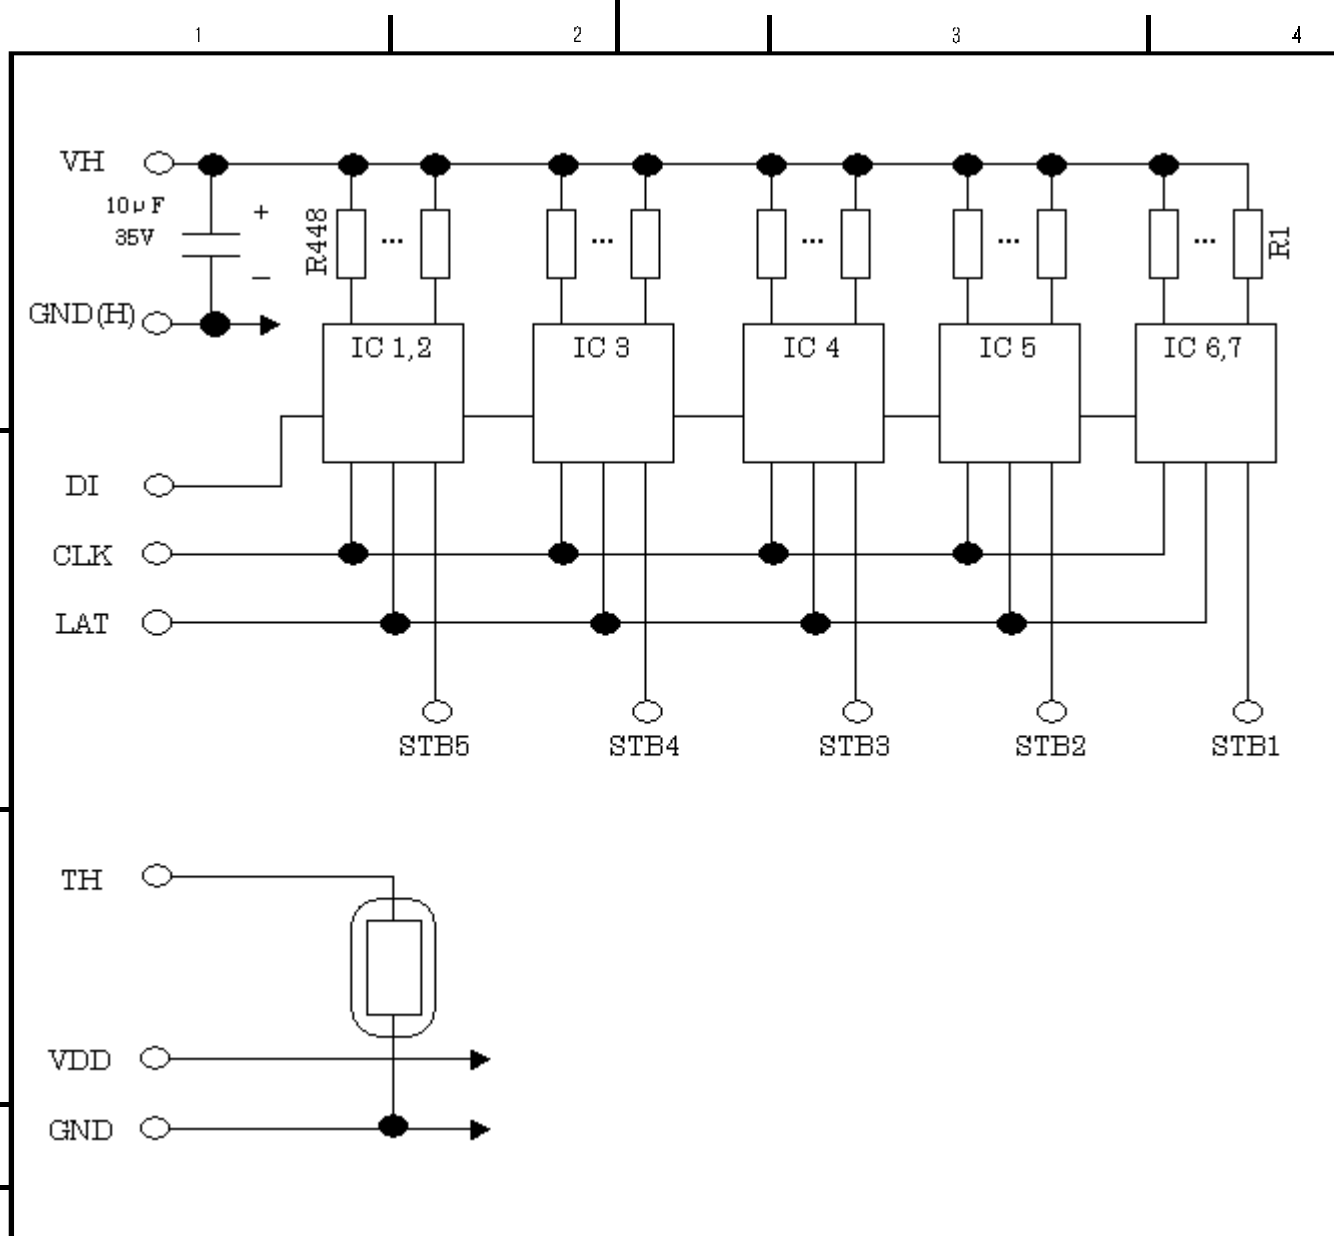 1 2 3 4
VH
10μF
35V
+
−
R448
...
...
...
...
...
R1
GND(H)
IC 1,2
IC 3
IC 4
IC 5
IC 6,7
DI
CLK
LAT
STB5
STB4
STB3
STB2
STB1
TH
VDD
GND